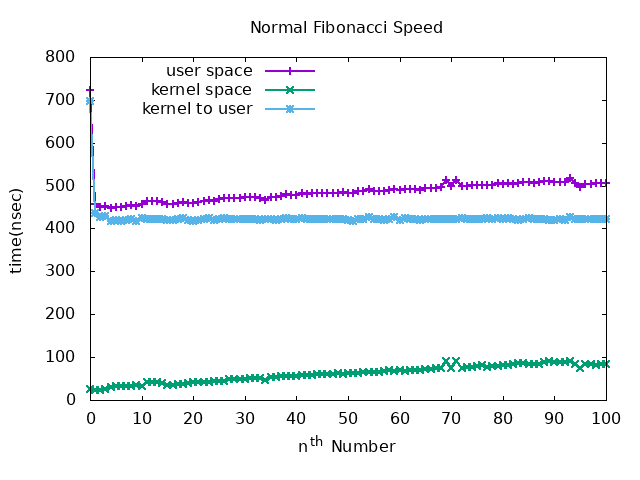 Normal Fibonacci Speed
800
700
600
500
400
300
200
100
0
time(nsec)
user space
kernel space
kernel to user
0 10 20 30 40 50 60 70 80 90 100
nth Number